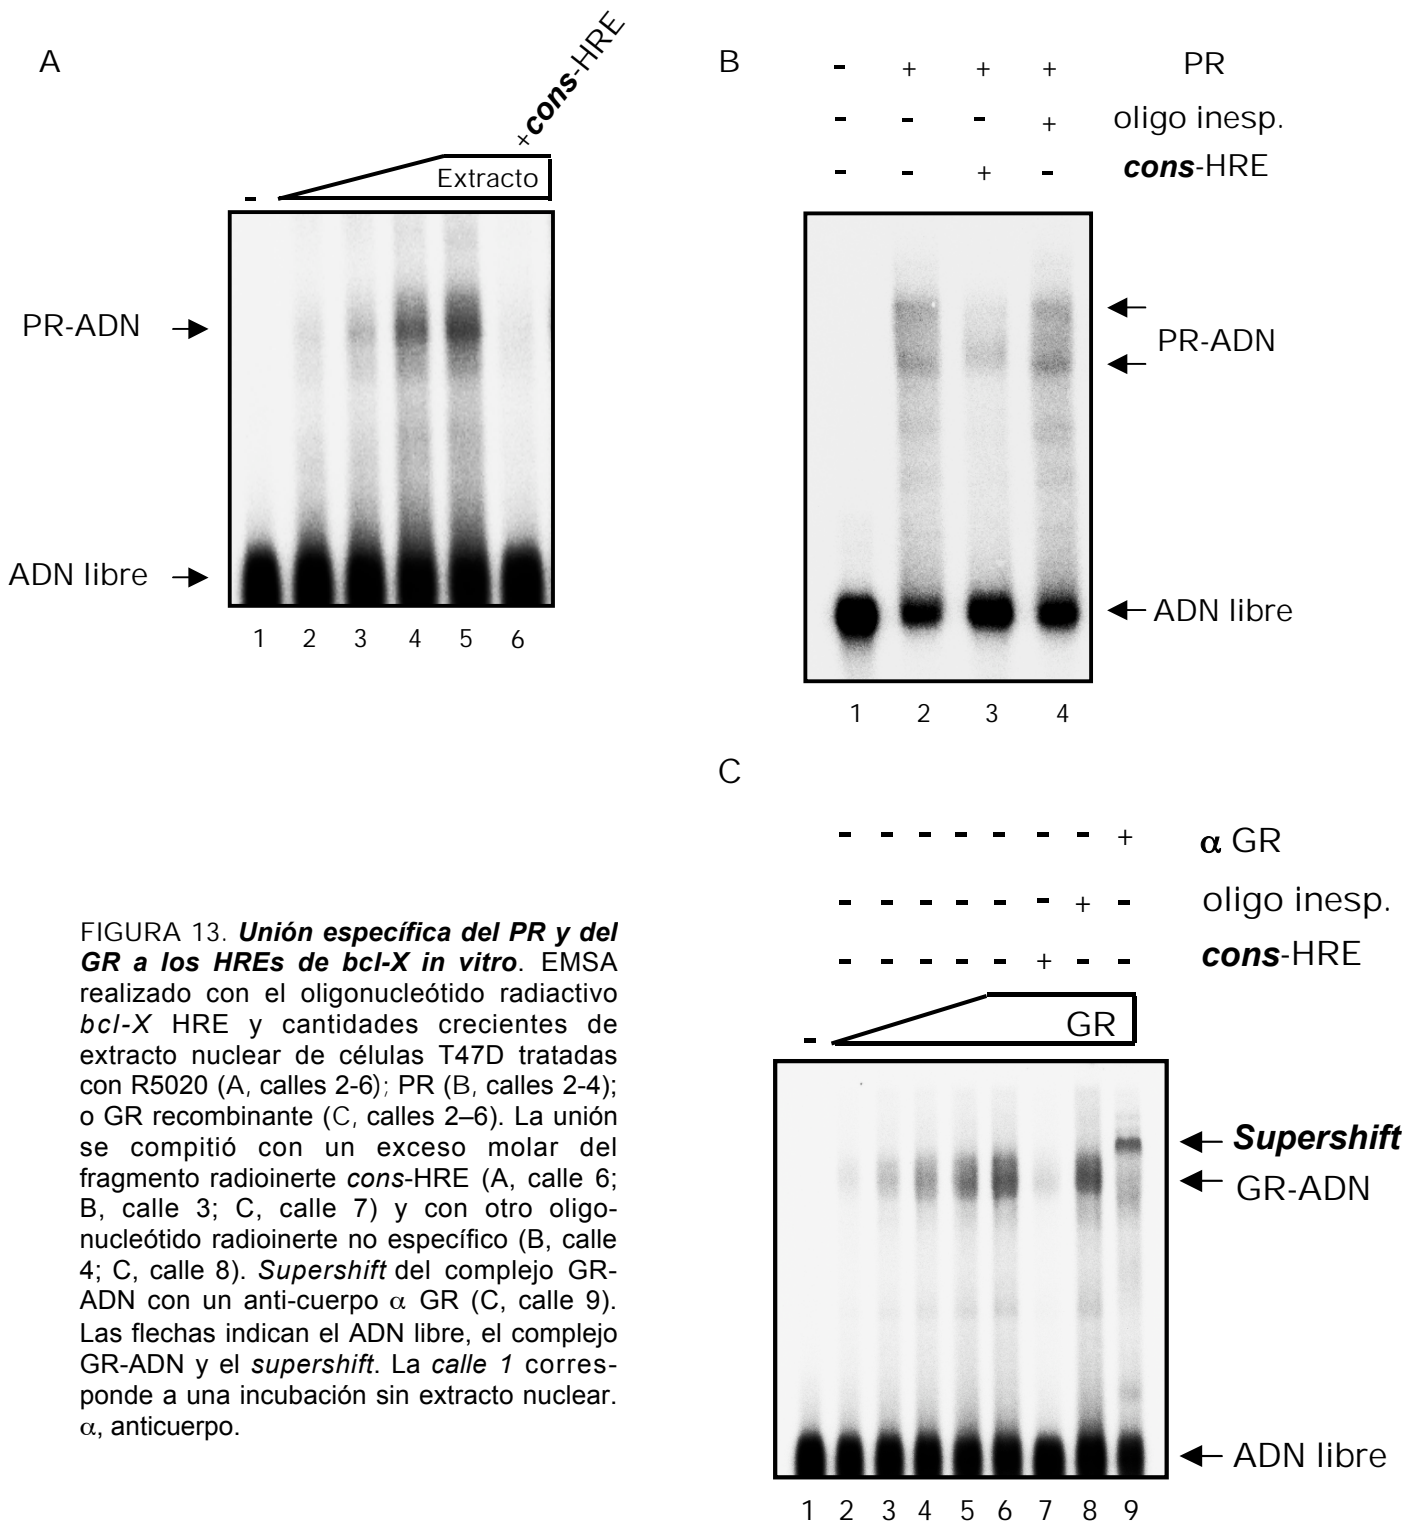 A
+cons-HRE
Extracto
-
PR-ADN
ADN libre
1 2 3 4 5 6
B
- + + + PR
- - - + oligo inesp.
- - + - cons-HRE
PR-ADN
ADN libre
1 2 3 4
C
- - - - - - - + α GR
- - - - - - + - oligo inesp.
- - - - - + - - cons-HRE
GR
-
Supershift
GR-ADN
ADN libre
1 2 3 4 5 6 7 8 9
FIGURA 13. Unión específica del PR y del
GR a los HREs de bcl-X in vitro. EMSA
realizado con el oligonucleótido radiactivo
bcl-X HRE y cantidades crecientes de
extracto nuclear de células T47D tratadas
con R5020 (A, calles 2-6); PR (B, calles 2-4);
o GR recombinante (C, calles 2–6). La unión
se compitió con un exceso molar del
fragmento radioinerte cons-HRE (A, calle 6;
B, calle 3; C, calle 7) y con otro oligo-
nucleótido radioinerte no específico (B, calle
4; C, calle 8). Supershift del complejo GR-
ADN con un anti-cuerpo α GR (C, calle 9).
Las flechas indican el ADN libre, el complejo
GR-ADN y el supershift. La calle 1 corres-
ponde a una incubación sin extracto nuclear.
α, anticuerpo.